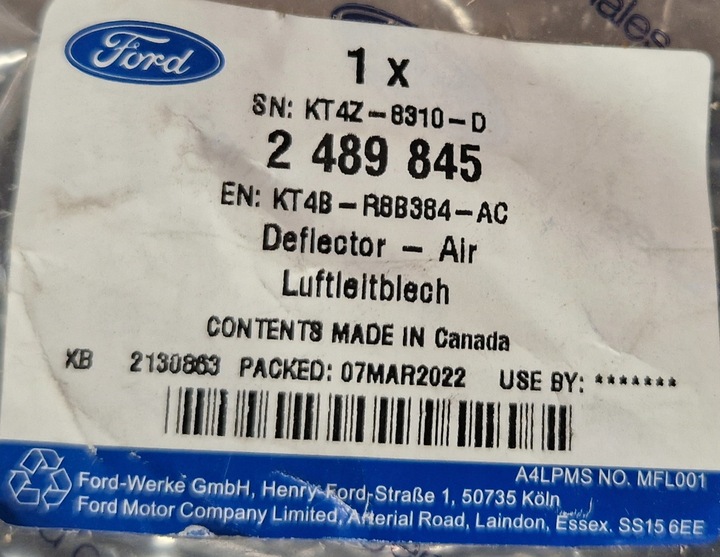 Ford
1 x
SN: KT4Z-8310-D
2 489 845
EN: KT4B-R8B384-AC
Deflector - Air
Luftleitblech
CONTENTS MADE IN Canada
XB 2130863 PACKED: 07MAR2022 USE BY: *******
A4LPMS NO. MFL001
Ford-Werke GmbH, Henry-Ford-Straße 1, 50735 Köln
Ford Motor Company Limited, Arterial Road, Laindon, Essex. SS15 6EE